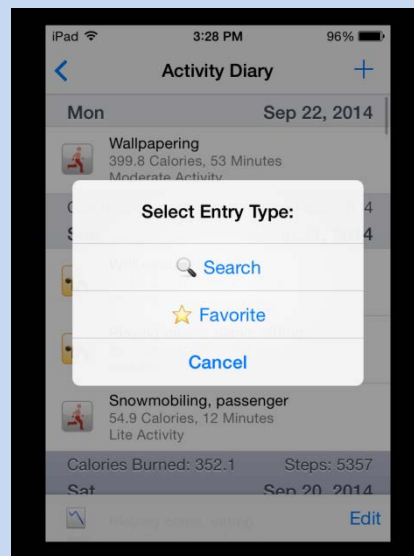 iPad 3:28 PM 96%
Activity Diary
Mon Sep 22, 2014
Wallpapering
399.8 Calories, 53 Minutes
Moderate Activity
4
Select Entry Type:
4
Search
Favorite
Cancel
Snowmobiling, passenger
54.9 Calories, 12 Minutes
Lite Activity
Calories Burned: 352.1 Steps: 5357
Sat Sep 20, 2014
Edit